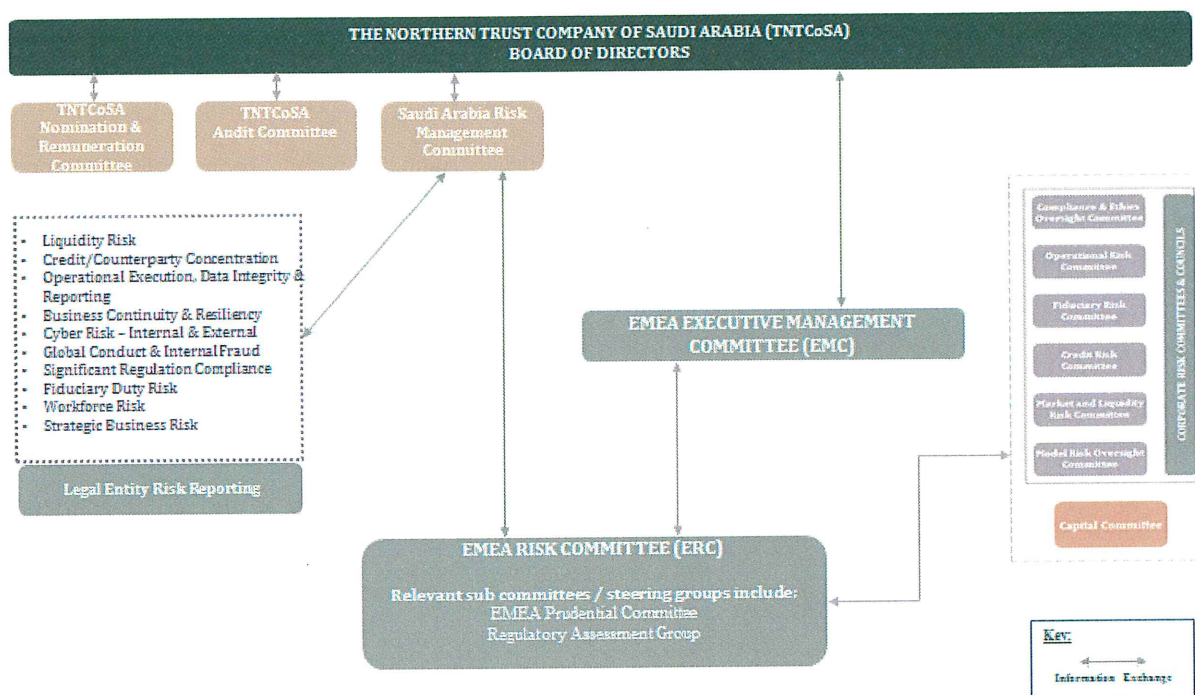 THE NORTHERN TRUST COMPANY OF SAUDI ARABIA (TNTCoSA)
BOARD OF DIRECTORS
TNTCoSA
Nomination &
Remuneration
Committee
TNTCoSA
Audit Committee
Saudi Arabia Risk
Management
Committee
• Liquidity Risk
• Credit/Counterparty Concentration
• Operational Execution, Data Integrity &
Reporting
• Business Continuity & Resiliency
• Cyber Risk – Internal & External
• Global Conduct & Internal Fraud
• Significant Regulation Compliance
• Fiduciary Duty Risk
• Workforce Risk
• Strategic Business Risk
Legal Entity Risk Reporting
EMEA EXECUTIVE MANAGEMENT
COMMITTEE (EMC)
EMEA RISK COMMITTEE (ERC)
Relevant sub committees / steering groups include:
EMEA Prudential Committee
Regulatory Assessment Group
Compliance & Ethics
Oversight Committee
Operational Risk
Committee
Fiduciary Risk
Committee
Credit Risk
Committee
Market and Liquidity
Risk Committee
Model Risk Oversight
Committee
CORPORATE RISK COMMITTEES & COUNCILS
Capital Committee
Key:
Information Exchange